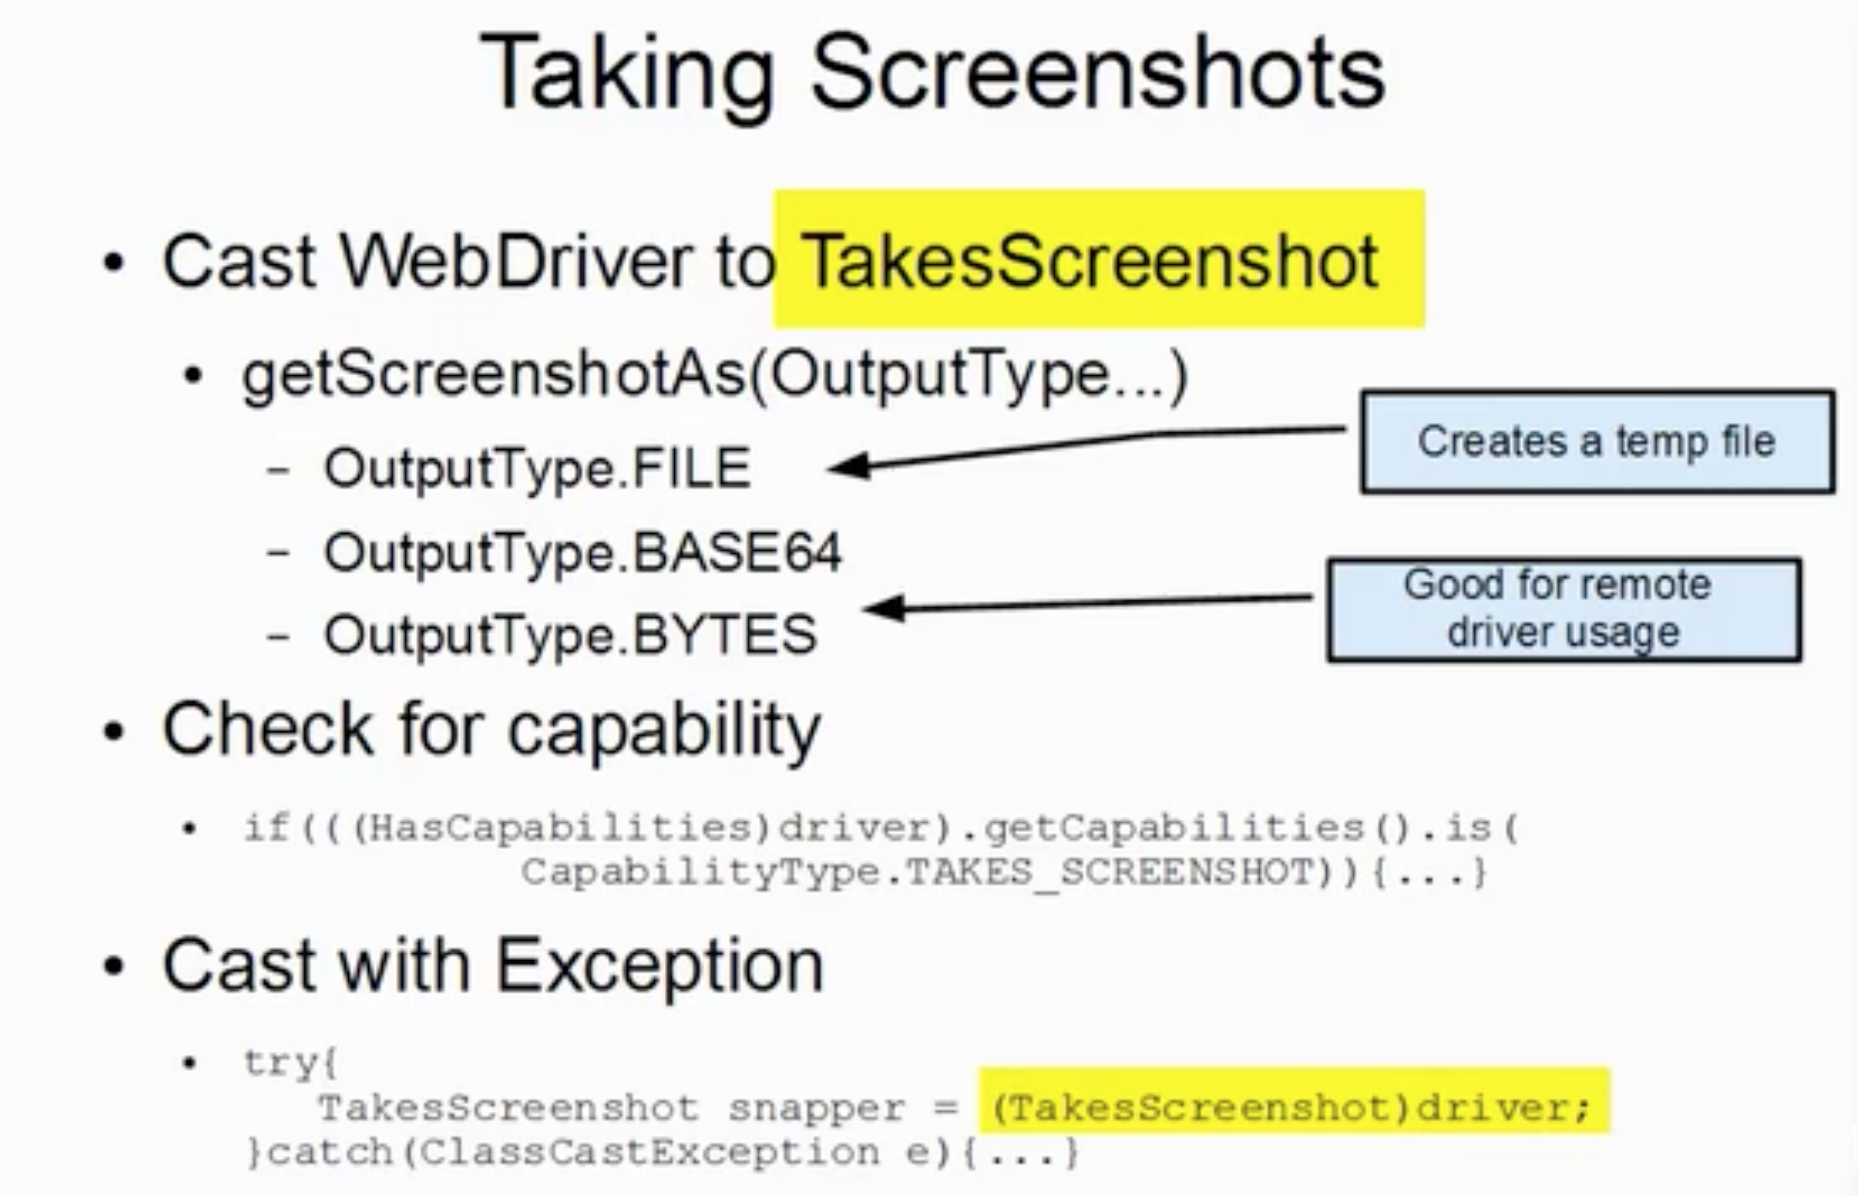 Taking Screenshots
• Cast WebDriver to TakesScreenshot
• getScreenshotAs(OutputType...)
– OutputType.FILE
Creates a temp file
– OutputType.BASE64
– OutputType.BYTES
Good for remote
driver usage
• Check for capability
• if(((HasCapabilities)driver).getCapabilities().is(
CapabilityType.TAKES_SCREENSHOT)){...}
• Cast with Exception
• try{
TakesScreenshot snapper = (TakesScreenshot)driver;
}catch(ClassCastException e){...}